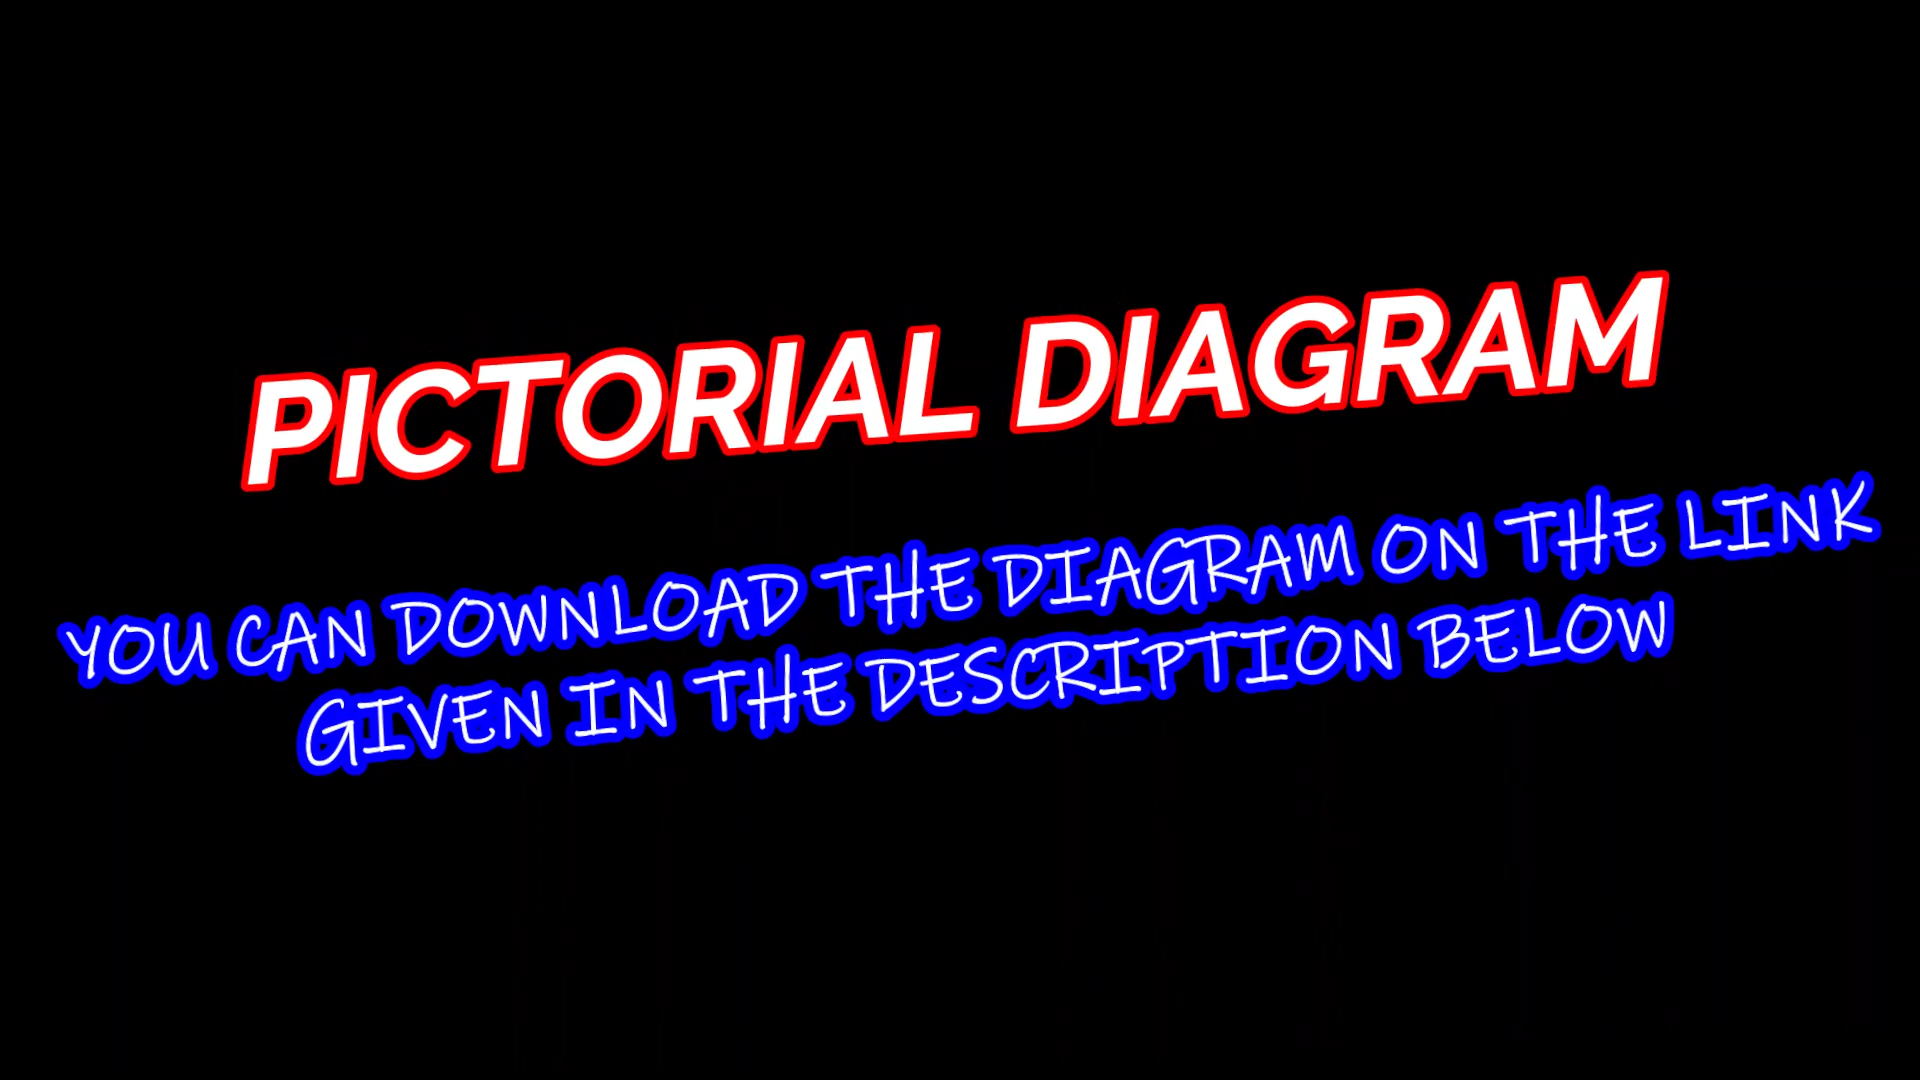 PICTORIAL DIAGRAM
YOU CAN DOWNLOAD THE DIAGRAM ON THE LINK
GIVEN IN THE DESCRIPTION BELOW